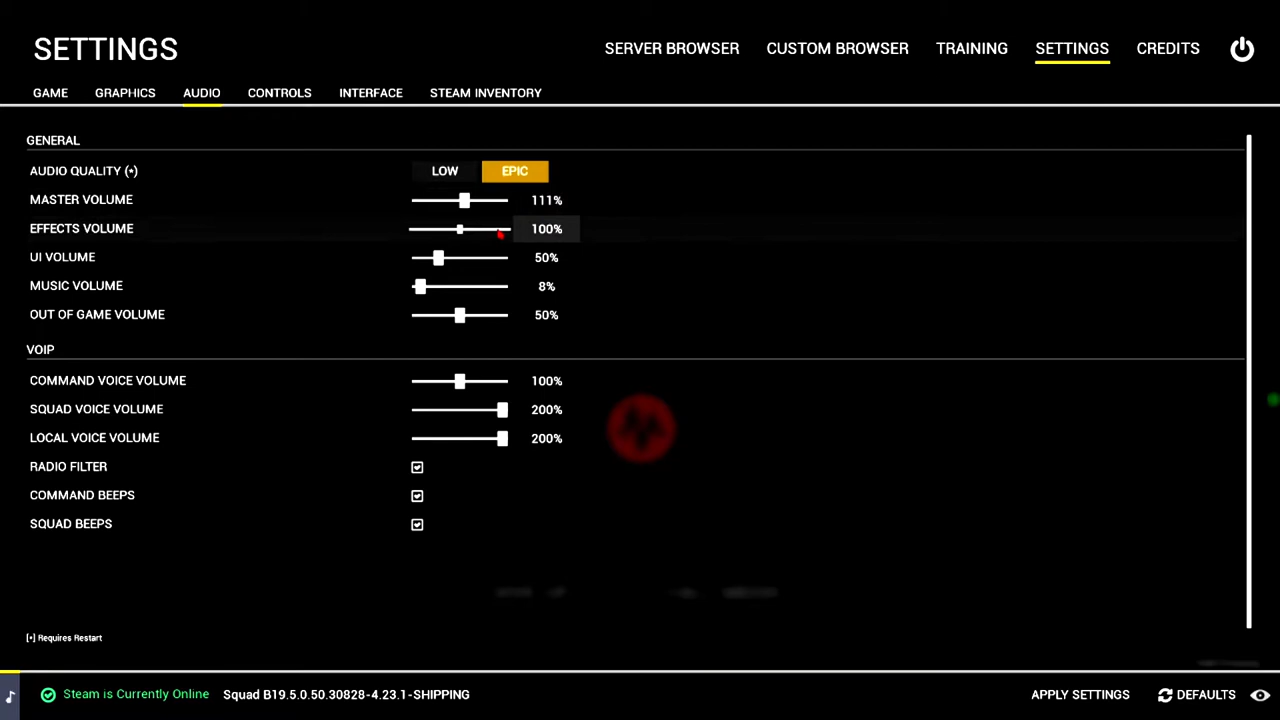 SETTINGS
SERVER BROWSER CUSTOM BROWSER TRAINING SETTINGS CREDITS
GAME GRAPHICS AUDIO CONTROLS INTERFACE STEAM INVENTORY
GENERAL
AUDIO QUALITY (*) LOW EPIC
MASTER VOLUME 111%
EFFECTS VOLUME 100%
UI VOLUME 50%
MUSIC VOLUME 8%
OUT OF GAME VOLUME 50%
VOIP
COMMAND VOICE VOLUME 100%
SQUAD VOICE VOLUME 200%
LOCAL VOICE VOLUME 200%
RADIO FILTER
COMMAND BEEPS
SQUAD BEEPS
[*] Requires Restart
Steam is Currently Online Squad B19.5.0.50.30828-4.23.1-SHIPPING APPLY SETTINGS DEFAULTS